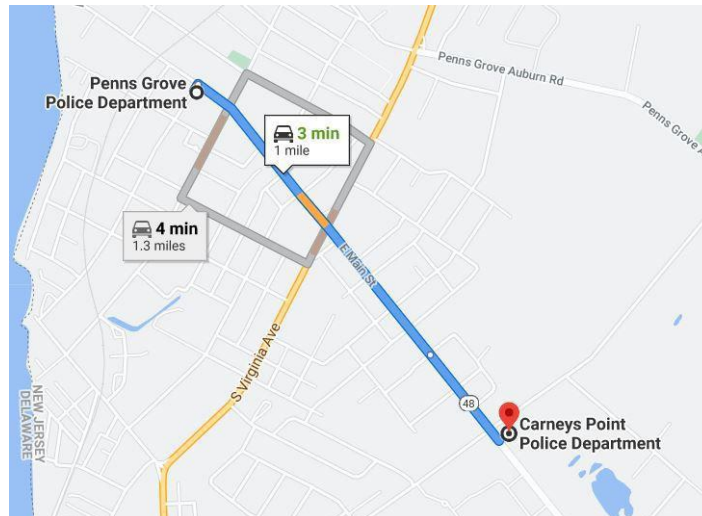 Penns Grove
Police Department
Penns Grove Auburn Rd
Penns Grove A
3 min
1 mile
4 min
1.3 miles
E Main St
S Virginia Ave
NEW JERSEY
DELAWARE
48
Carneys Point
Police Department